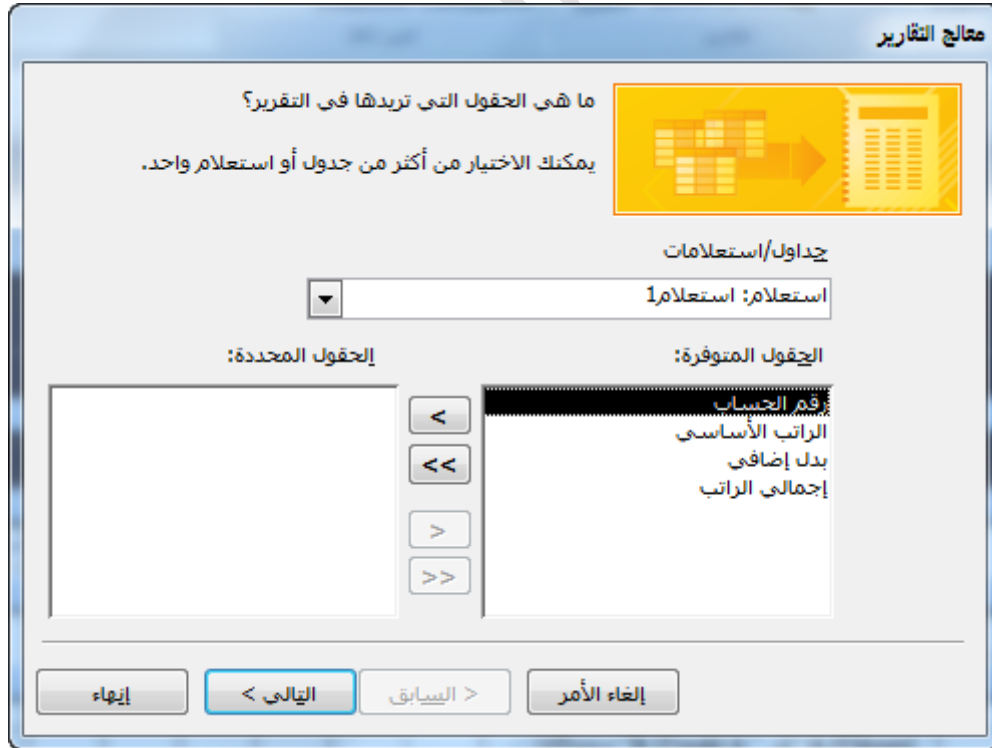 معالج التقارير
ما هي الحقول التي تريدها في التقرير؟
يمكنك الاختيار من أكثر من جدول أو استعلام واحد.
جداول/استعلامات
استعلام: استعلام1
الحقول المتوفرة:
الحقول المحددة:
رقم الحساب
الراتب الأساسي
بدل إضافي
إجمالي الراتب
<
<<
>
>>
إلغاء الأمر
< السابق
التالي >
إنهاء